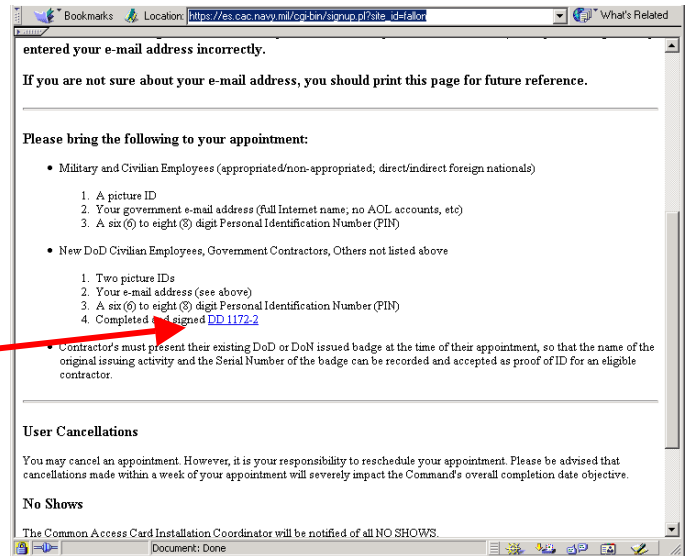 Bookmarks Location: https://es.cac.navy.mil/cgi-bin/signup.pl?site_id=fallon What's Related
entered your e-mail address incorrectly.
If you are not sure about your e-mail address, you should print this page for future reference.
Please bring the following to your appointment:
• Military and Civilian Employees (appropriated/non-appropriated; direct/indirect foreign nationals)
1. A picture ID
2. Your government e-mail address (full Internet name; no AOL accounts, etc)
3. A six (6) to eight (8) digit Personal Identification Number (PIN)
• New DoD Civilian Employees, Government Contractors, Others not listed above
1. Two picture IDs
2. Your e-mail address (see above)
3. A six (6) to eight (8) digit Personal Identification Number (PIN)
4. Completed and signed DD 1172-2
• Contractor's must present their existing DoD or DoN issued badge at the time of their appointment, so that the name of the
original issuing activity and the Serial Number of the badge can be recorded and accepted as proof of ID for an eligible
contractor.
User Cancellations
You may cancel an appointment. However, it is your responsibility to reschedule your appointment. Please be advised that
cancellations made within a week of your appointment will severely impact the Command's overall completion date objective.
No Shows
The Common Access Card Installation Coordinator will be notified of all NO SHOWS.
Document: Done